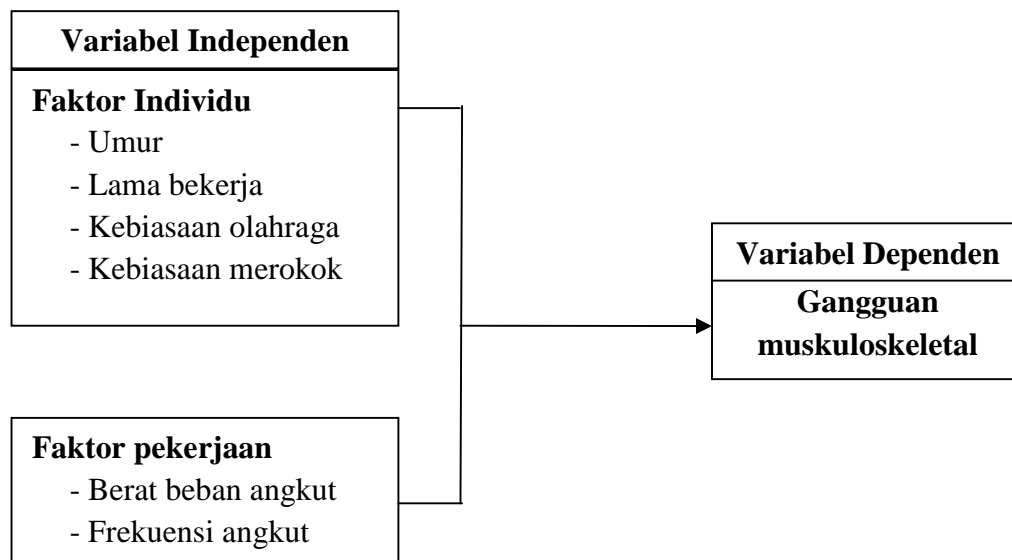 Variabel Independen
Faktor Individu
- Umur
- Lama bekerja
- Kebiasaan olahraga
- Kebiasaan merokok
Variabel Dependen
Gangguan
muskuloskeletal
Faktor pekerjaan
- Berat beban angkut
- Frekuensi angkut